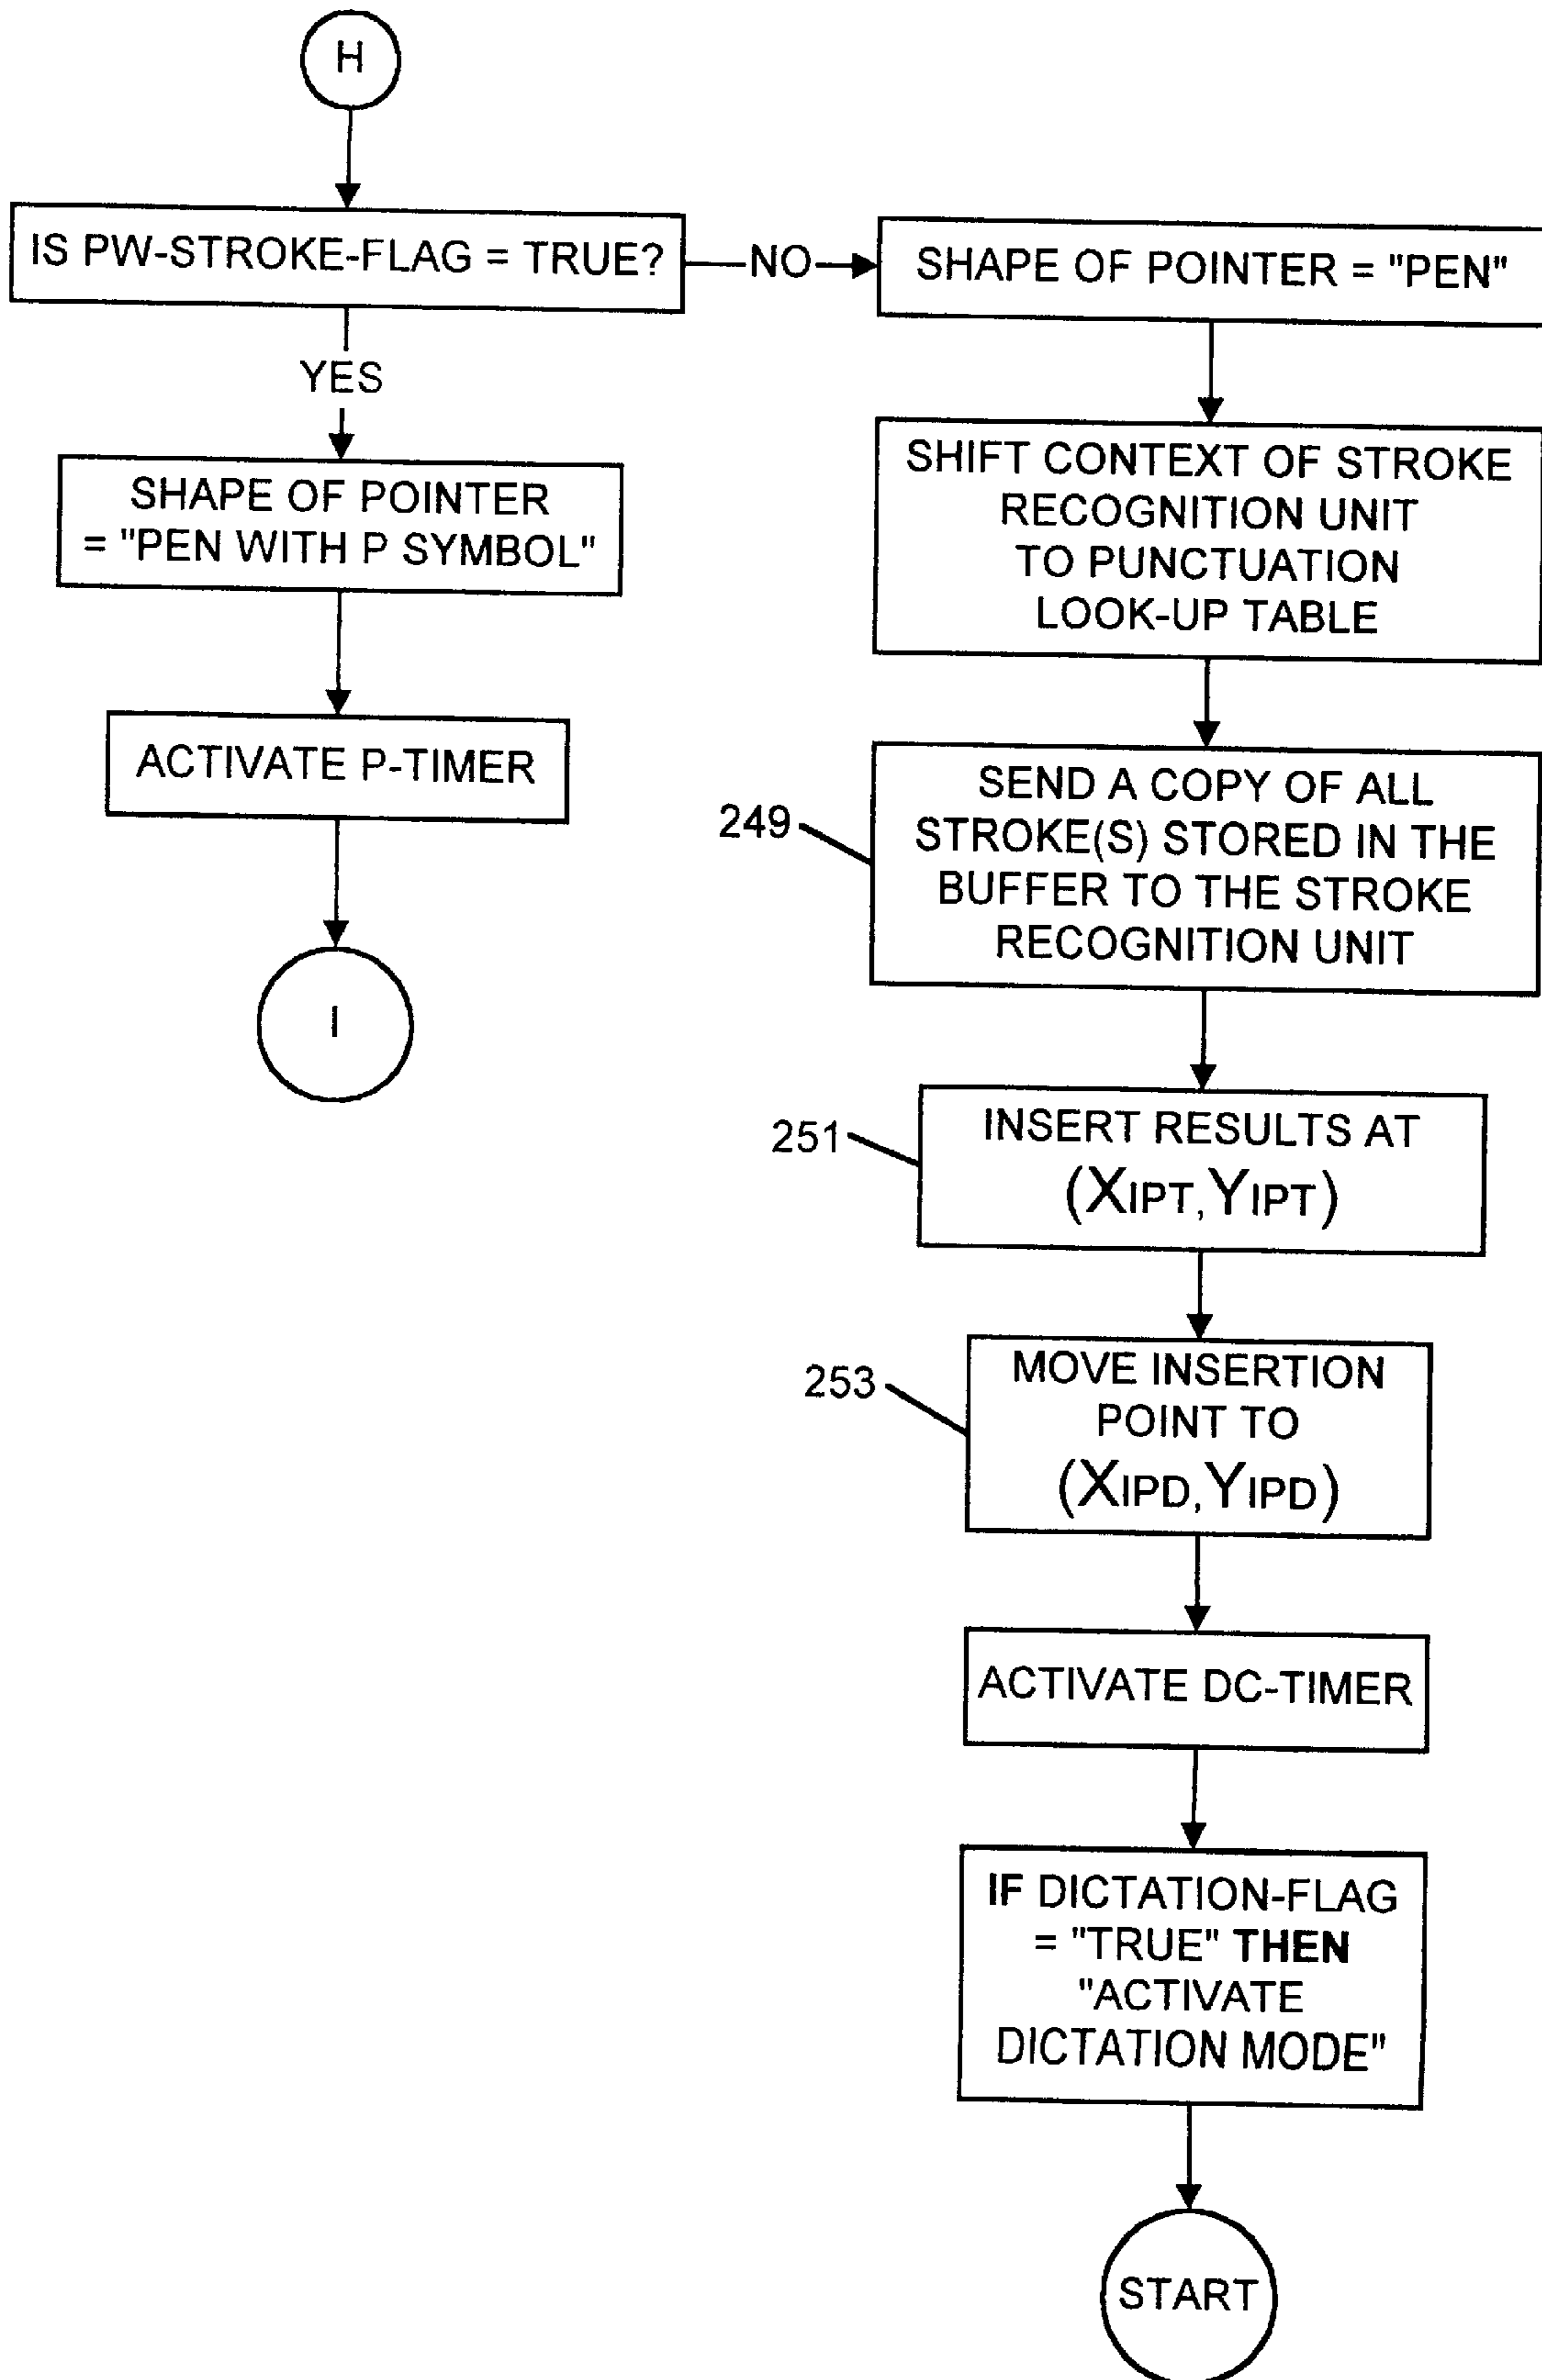 H
IS PW-STROKE-FLAG = TRUE?
NO
SHAPE OF POINTER = "PEN"
YES
SHAPE OF POINTER
= "PEN WITH P SYMBOL"
ACTIVATE P-TIMER
I
SHIFT CONTEXT OF STROKE
RECOGNITION UNIT
TO PUNCTUATION
LOOK-UP TABLE
249
SEND A COPY OF ALL
STROKE(S) STORED IN THE
BUFFER TO THE STROKE
RECOGNITION UNIT
251
INSERT RESULTS AT
(XIPT, YIPT)
253
MOVE INSERTION
POINT TO
(XIPD, YIPD)
ACTIVATE DC-TIMER
IF DICTATION-FLAG
= "TRUE" THEN
"ACTIVATE
DICTATION MODE"
START